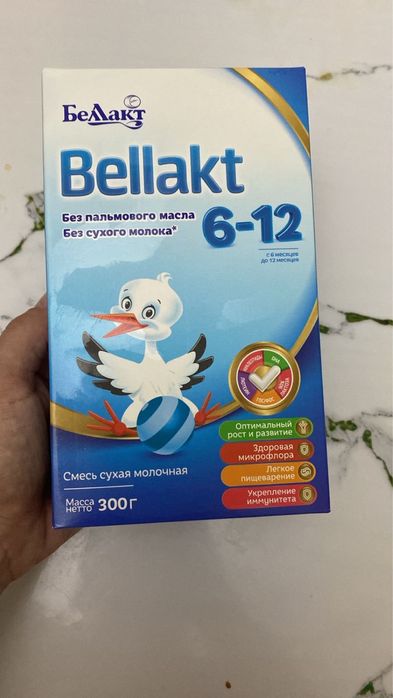 Беллакт
Bellakt
Без пальмового масла
Без сухого молока*
6-12
с 6 месяцев
до 12 месяцев
Оптимальный
рост и развитие
Здоровая
микрофлора
Легкое
пищеварение
Укрепление
иммунитета
Смесь сухая молочная
Масса
нетто 300г